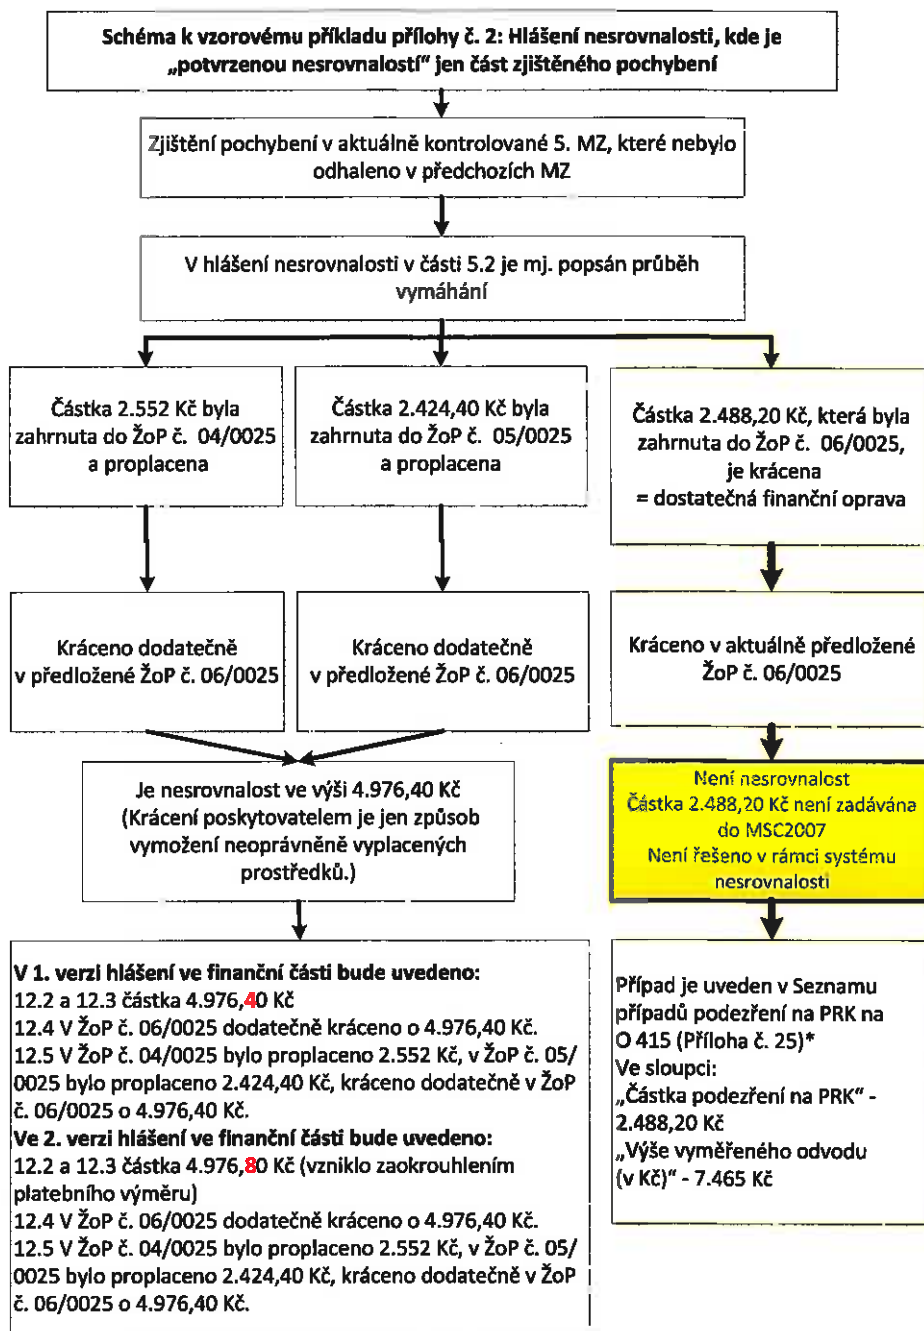 Schéma k vzorovému příkladu přílohy č. 2: Hlášení nesrovnalosti, kde je
„potvrzenou nesrovnalostí" jen část zjištěného pochybení
Zjištění pochybení v aktuálně kontrolované 5. MZ, které nebylo
odhaleno v předchozích MZ
V hlášení nesrovnalosti v části 5.2 je mj. popsán průběh
vymáhání
Částka 2.552 Kč byla
zahrnuta do ŽoP č. 04/0025
a proplacena
Částka 2.424,40 Kč byla
zahrnuta do ŽoP č. 05/0025
a proplacena
Částka 2.488,20 Kč, která byla
zahrnuta do ŽoP č. 06/0025,
je krácena
= dostatečná finanční oprava
Kráceno dodatečně
v předložené ŽoP č. 06/0025
Kráceno dodatečně
v předložené ŽoP č. 06/0025
Kráceno v aktuálně předložené
ŽoP č. 06/0025
Je nesrovnalost ve výši 4.976,40 Kč
(Krácení poskytovatelem je jen způsob
vymožení neoprávněně vyplacených
prostředků.)
Není nesrovnalost
Částka 2.488,20 Kč není zadávána
do MSC2007
Není řešeno v rámci systému
nesrovnalosti
V 1. verzi hlášení ve finanční části bude uvedeno:
12.2 a 12.3 částka 4.976,40 Kč
12.4 V ŽoP č. 06/0025 dodatečně kráceno o 4.976,40 Kč.
12.5 V ŽoP č. 04/0025 bylo proplaceno 2.552 Kč, v ŽoP č. 05/
0025 bylo proplaceno 2.424,40 Kč, kráceno dodatečně v ŽoP
č. 06/0025 o 4.976,40 Kč.
Ve 2. verzi hlášení ve finanční části bude uvedeno:
12.2 a 12.3 částka 4.976,80 Kč (vzniklo zaokrouhlením
platebního výměru)
12.4 V ŽoP č. 06/0025 dodatečně kráceno o 4.976,40 Kč.
12.5 V ŽoP č. 04/0025 bylo proplaceno 2.552 Kč, v ŽoP č. 05/
0025 bylo proplaceno 2.424,40 Kč, kráceno dodatečně v ŽoP
č. 06/0025 o 4.976,40 Kč.
Případ je uveden v Seznamu
případů podezření na PRK na
O 415 (Příloha č. 25)*
Ve sloupci:
„Částka podezření na PRK" -
2.488,20 Kč
„Výše vyměřeného odvodu
(v Kč)" - 7.465 Kč